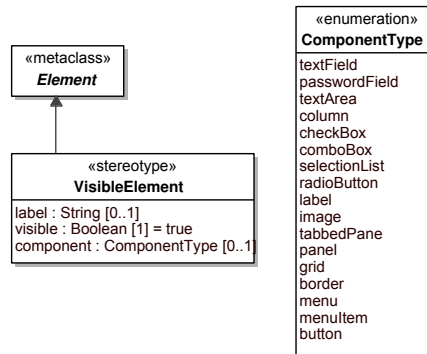 «metaclass»
Element
«stereotype»
VisibleElement
label : String [0..1]
visible : Boolean [1] = true
component : ComponentType [0..1]
«enumeration»
ComponentType
textField
passwordField
textArea
column
checkBox
comboBox
selectionList
radioButton
label
image
tabbedPane
panel
grid
border
menu
menuItem
button